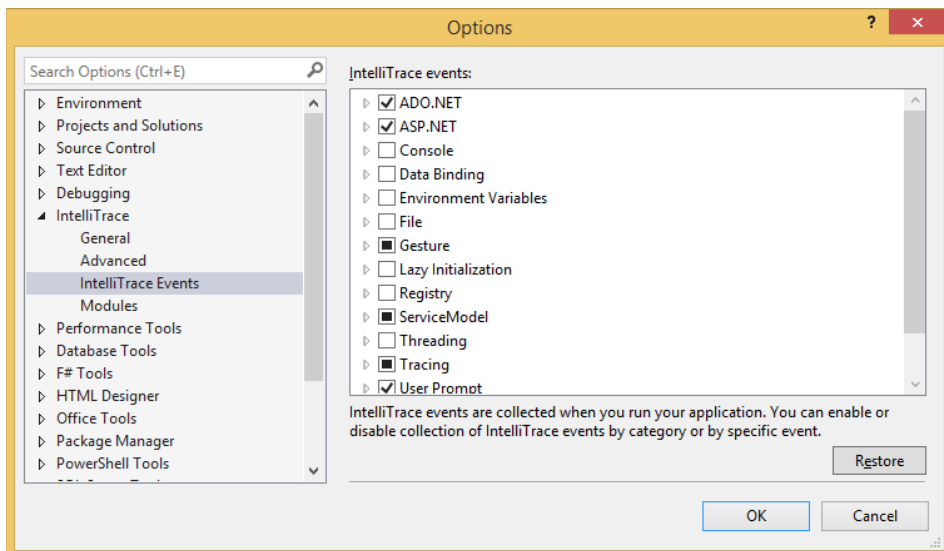 Options
?
Search Options (Ctrl+E)
Environment
Projects and Solutions
Source Control
Text Editor
Debugging
IntelliTrace
General
Advanced
IntelliTrace Events
Modules
Performance Tools
Database Tools
F# Tools
HTML Designer
Office Tools
Package Manager
PowerShell Tools
IntelliTrace events:
ADO.NET
ASP.NET
Console
Data Binding
Environment Variables
File
Gesture
Lazy Initialization
Registry
ServiceModel
Threading
Tracing
User Prompt
IntelliTrace events are collected when you run your application. You can enable or
disable collection of IntelliTrace events by category or by specific event.
Restore
OK
Cancel